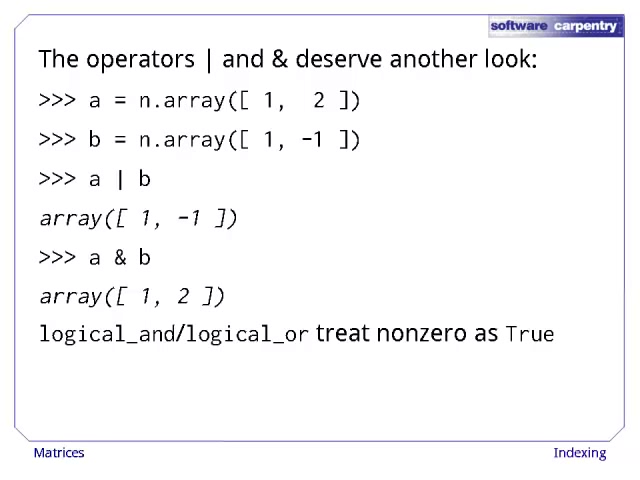 software carpentry
The operators | and & deserve another look:
>>> a = n.array([ 1,  2 ])
>>> b = n.array([ 1, -1 ])
>>> a | b
array([ 1, -1 ])
>>> a & b
array([ 1, 2 ])
logical_and/logical_or treat nonzero as True
Matrices
Indexing